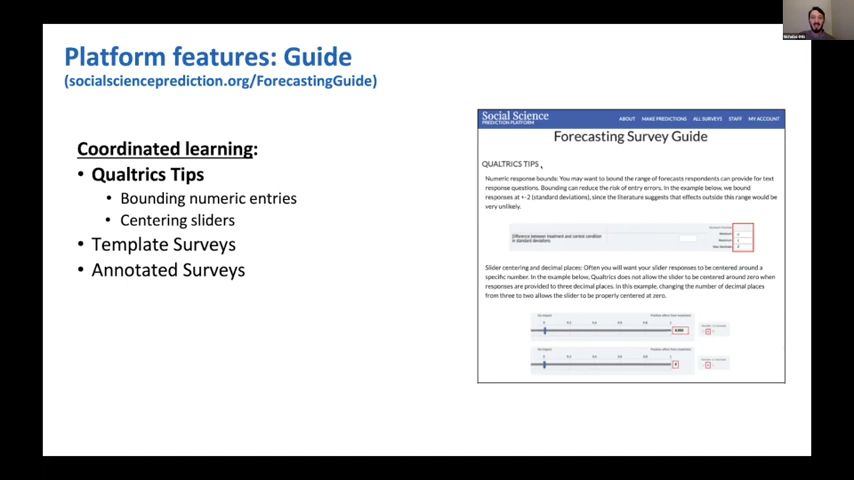 Platform features: Guide
(socialscienceprediction.org/ForecastingGuide)
Coordinated learning:
• Qualtrics Tips
• Bounding numeric entries
• Centering sliders
• Template Surveys
• Annotated Surveys
Social Science
PREDICTION PLATFORM
ABOUT MAKE PREDICTIONS ALL SURVEYS STAFF MY ACCOUNT
Forecasting Survey Guide
QUALTRICS TIPS
Numeric response bounds: You may want to bound the range of forecasts respondents can provide for text
response questions. Bounding can reduce the risk of entry errors. In the example below, we bound
responses at +-2 (standard deviations), since the literature suggests that effects outside this range would be
very unlikely.
Difference between treatment and control condition
in standard deviations
Slider centering and decimal places: Often you will want your slider responses to be centered around a
specific number. In the example below, Qualtrics does not allow the slider to be centered around zero when
responses are provided to three decimal places. In this example, changing the number of decimal places
from three to two allows the slider to be properly centered at zero.